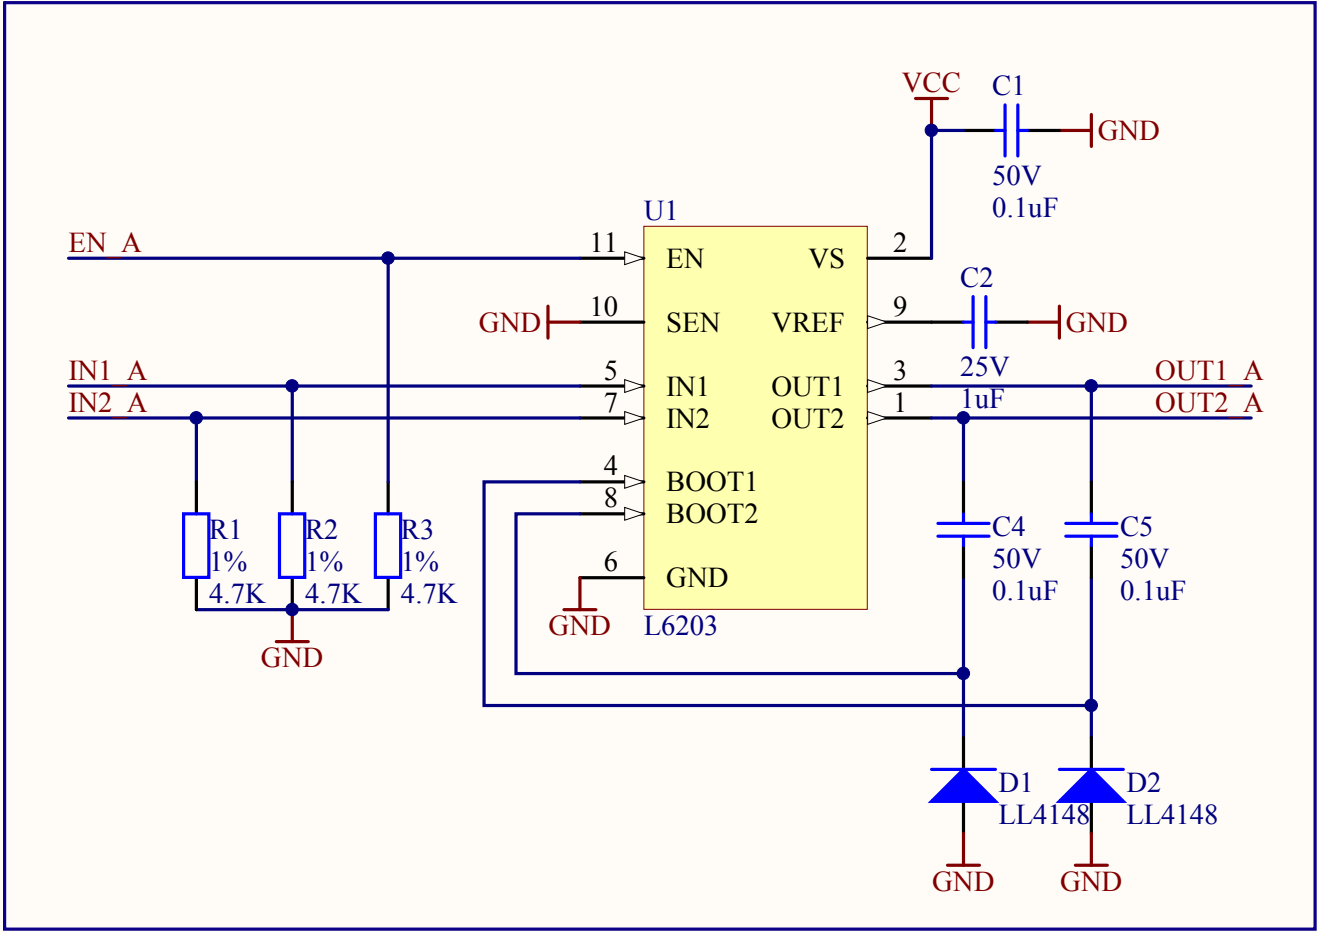 VCC
C1
GND
50V
0.1uF
U1
EN_A
11
EN
VS
2
C2
GND
10
SEN
VREF
9
GND
25V
1uF
IN1_A
5
IN1
OUT1
3
OUT1_A
IN2_A
7
IN2
OUT2
1
OUT2_A
4
BOOT1
8
BOOT2
R1
1%
4.7K
R2
1%
4.7K
R3
1%
4.7K
C4
50V
0.1uF
C5
50V
0.1uF
6
GND
GND
L6203
GND
D1
LL4148
D2
LL4148
GND
GND